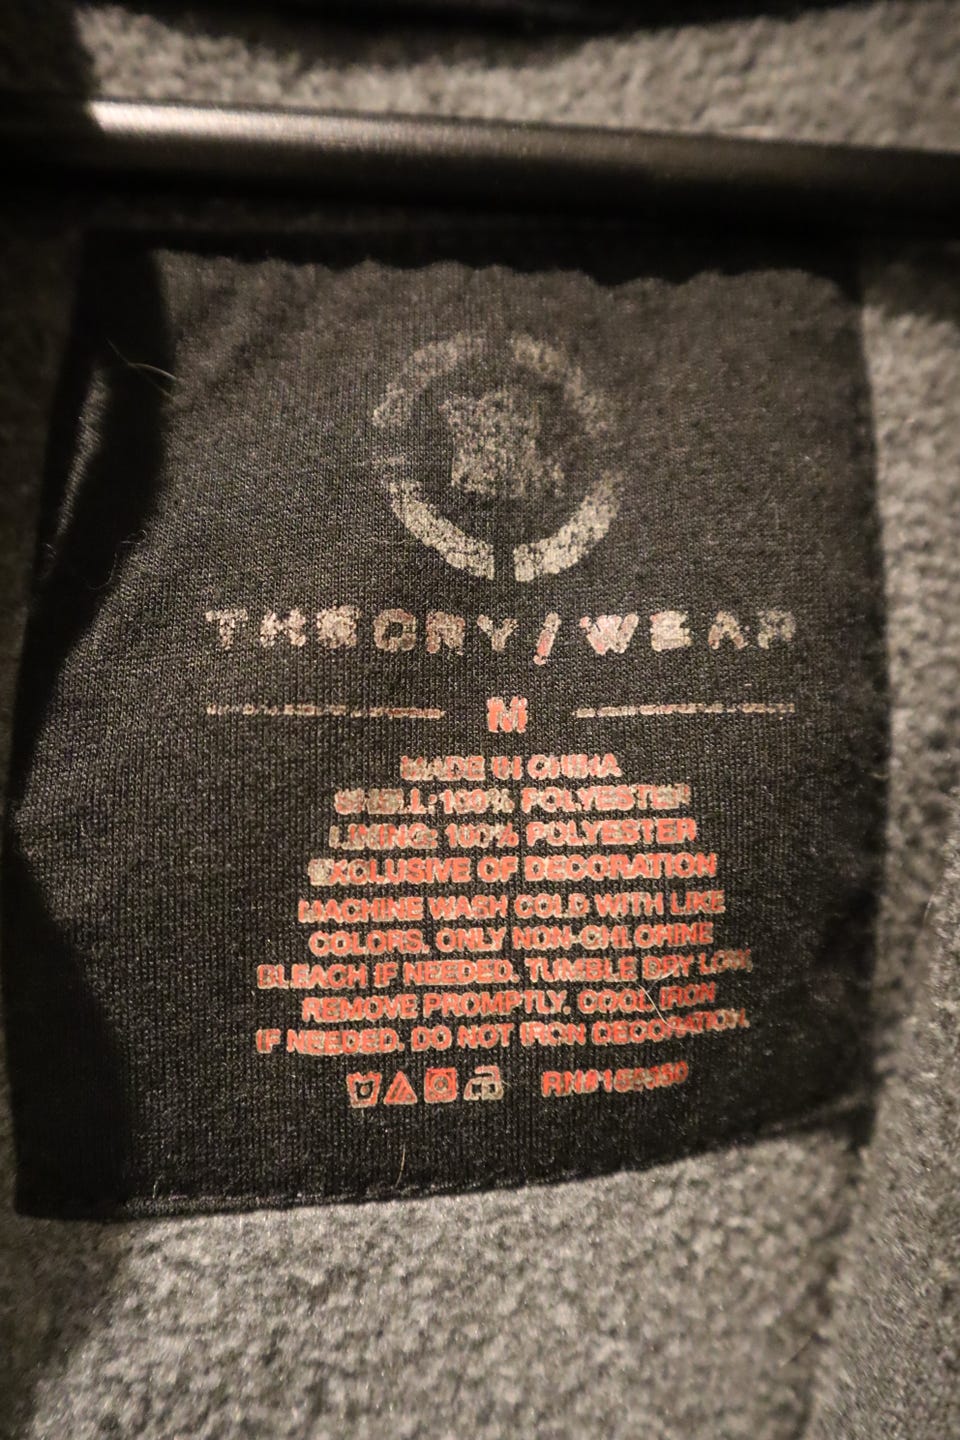 THEORY/WEAR
M
MADE IN CHINA
SHELL: 100% POLYESTER
LINING: 100% POLYESTER
EXCLUSIVE OF DECORATION
MACHINE WASH COLD WITH LIKE
COLORS. ONLY NON-CHLORINE
BLEACH IF NEEDED. TUMBLE DRY LOW.
REMOVE PROMPTLY. COOL IRON
IF NEEDED. DO NOT IRON DECORATION.